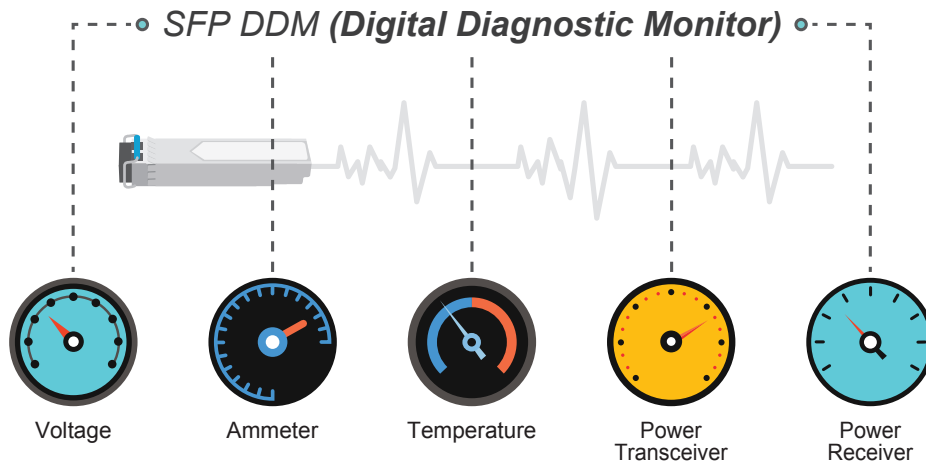 SFP DDM (Digital Diagnostic Monitor)
Voltage
Ammeter
Temperature
Power
Transceiver
Power
Receiver